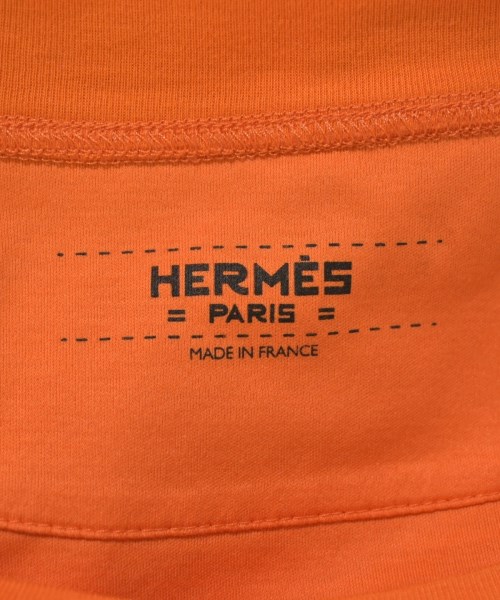 HERMÈS
= PARIS =
MADE IN FRANCE